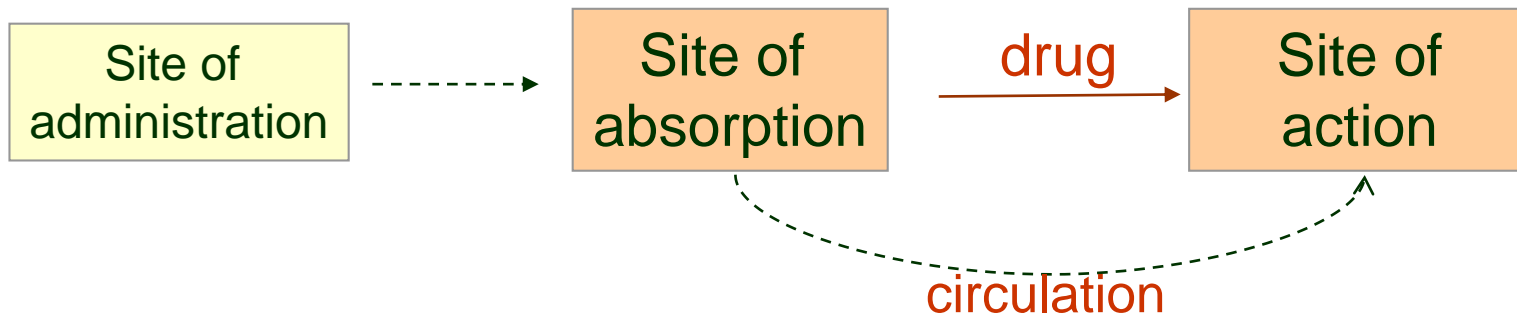 Site of
administration
Site of
absorption
drug
Site of
action
circulation